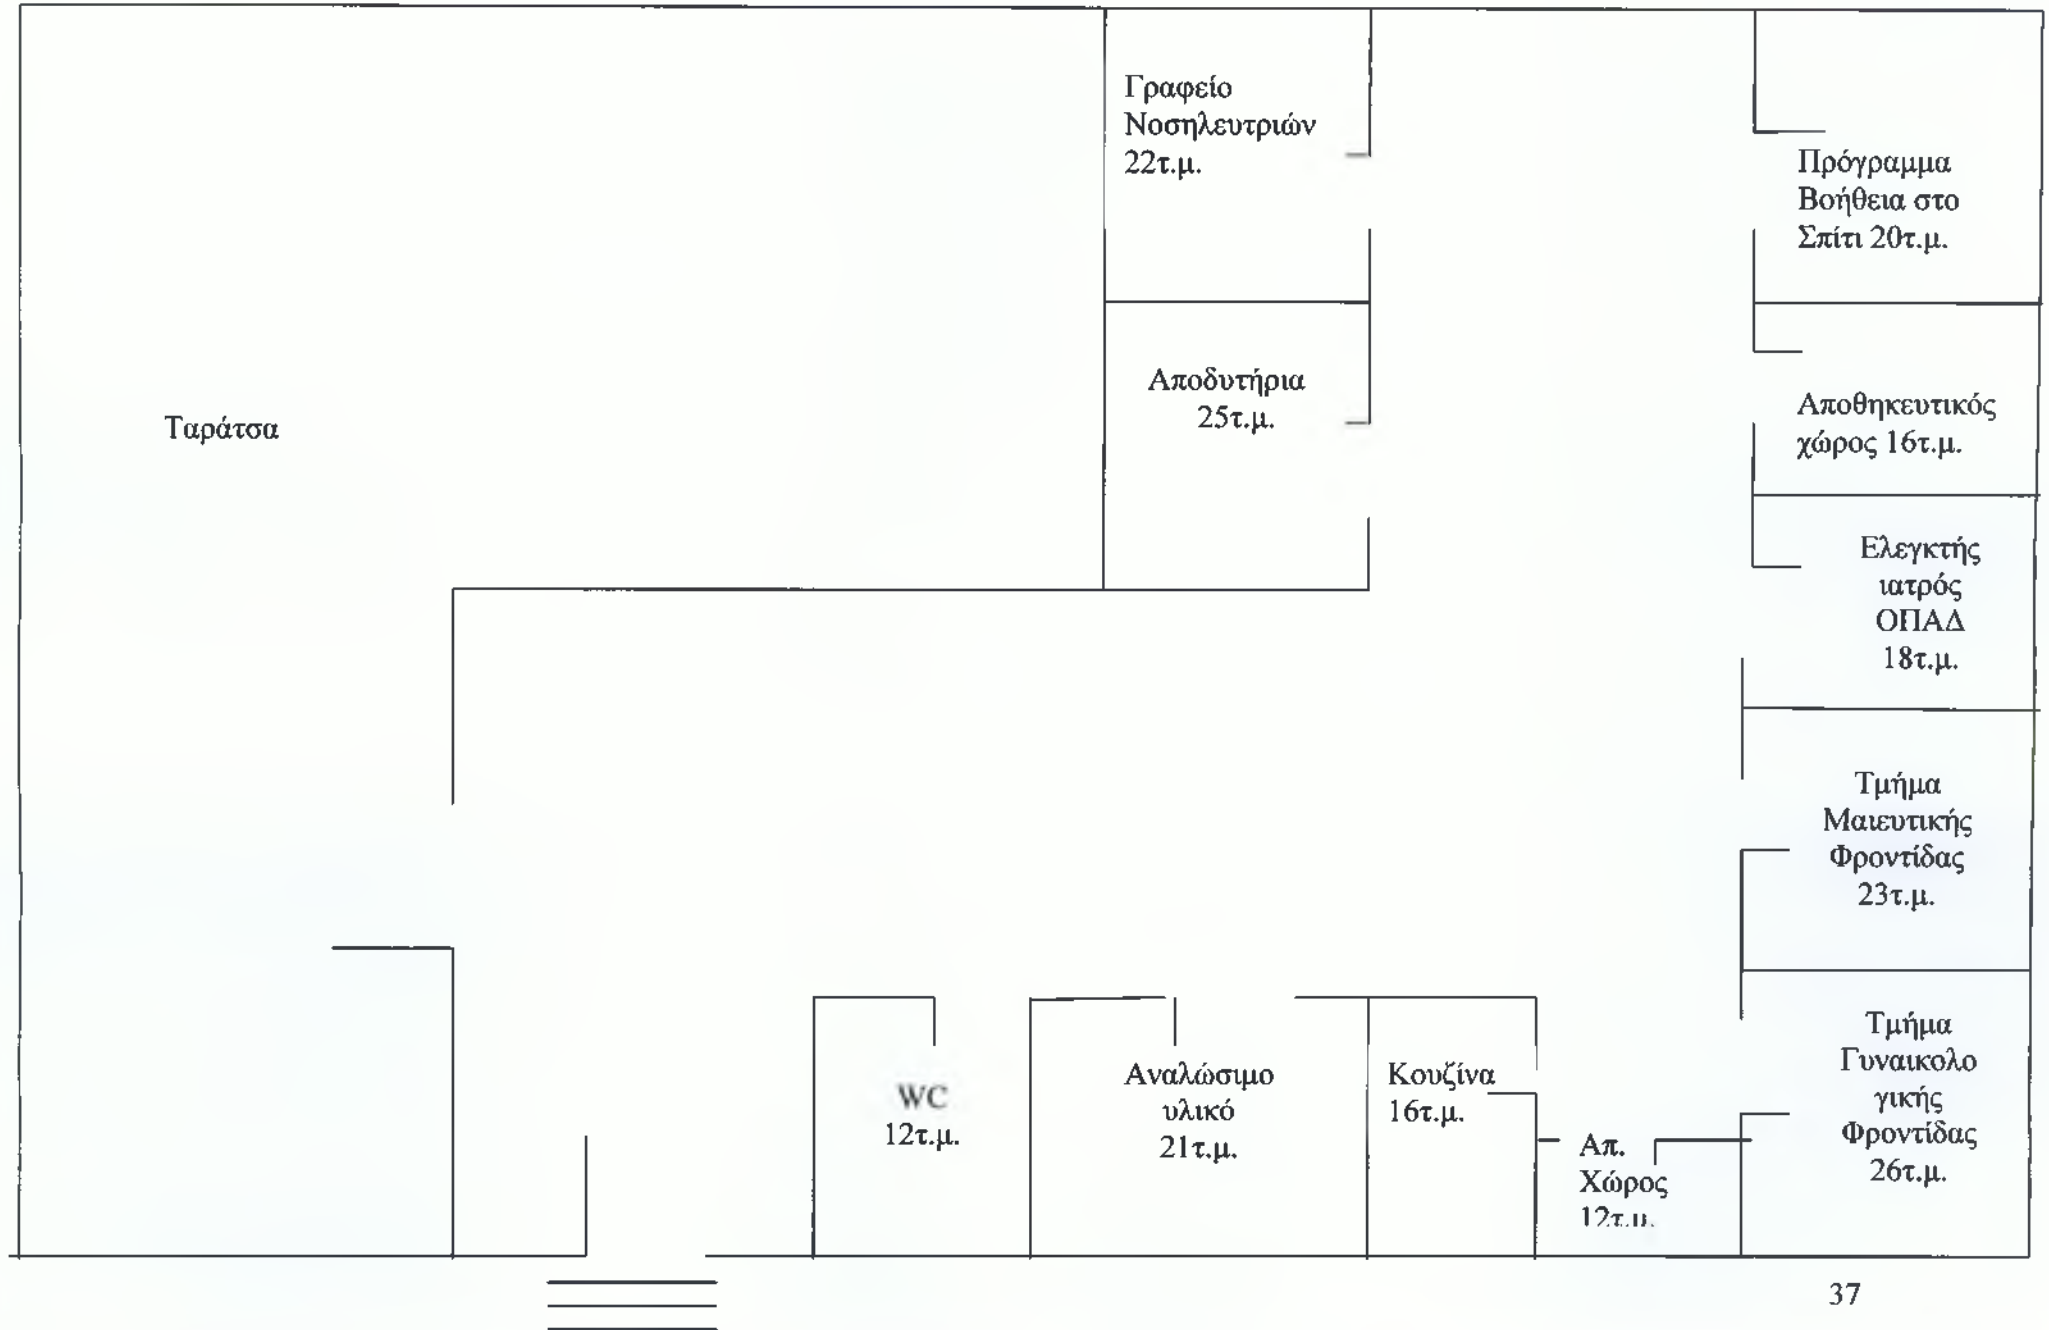 Γραφείο
Νοσηλευτριών
22τ.μ.
Πρόγραμμα
Βοήθεια στο
Σπίτι 20τ.μ.
Αποδυτήρια
25τ.μ.
Ταράτσα
Αποθηκευτικός
χώρος 16τ.μ.
Ελεγκτής
ιατρός
ΟΠΑΔ
18τ.μ.
Τμήμα
Μαιευτικής
Φροντίδας
23τ.μ.
WC
12τ.μ.
Αναλώσιμο
υλικό
21τ.μ.
Κουζίνα
16τ.μ.
Απ.
Χώρος
12τ.μ.
Τμήμα
Γυναικολο
γικής
Φροντίδας
26τ.μ.
37